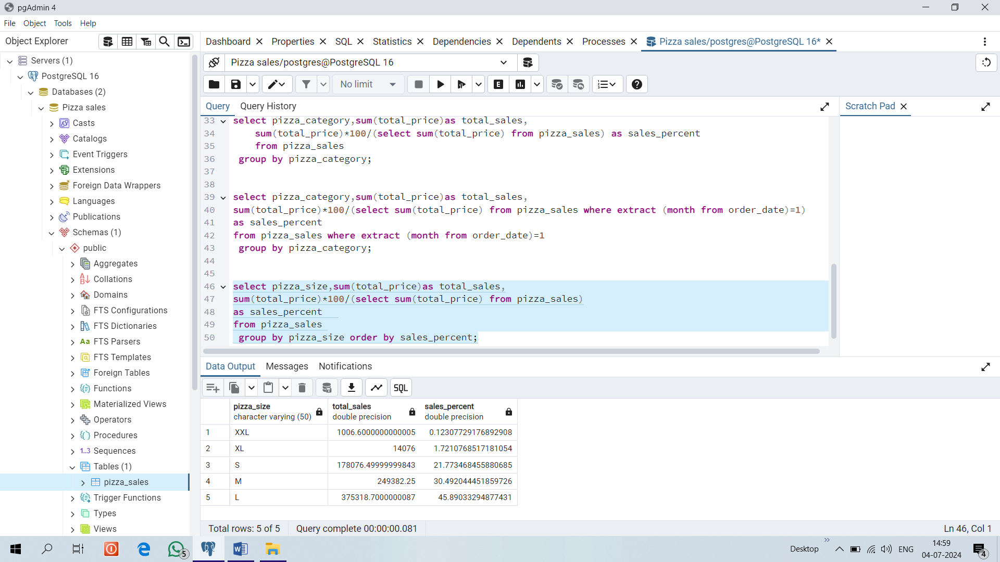 pgAdmin 4
File Object Tools Help
Object Explorer
Dashboard Properties SQL Statistics Dependencies Dependents Processes Pizza sales/postgres@PostgreSQL 16*
Servers (1)
PostgreSQL 16
Databases (2)
Pizza sales
Casts
Catalogs
Event Triggers
Extensions
Foreign Data Wrappers
Languages
Publications
Schemas (1)
public
Aggregates
Collations
Domains
FTS Configurations
FTS Dictionaries
Aa FTS Parsers
FTS Templates
Foreign Tables
Functions
Materialized Views
Operators
Procedures
1..3 Sequences
Tables (1)
pizza_sales
Trigger Functions
Types
Views
Pizza sales/postgres@PostgreSQL 16
No limit E
Query Query History
Scratch Pad
33 select pizza_category,sum(total_price)as total_sales,
34 sum(total_price)*100/(select sum(total_price) from pizza_sales) as sales_percent
35 from pizza_sales
36 group by pizza_category;
37
38
39 select pizza_category,sum(total_price)as total_sales,
40 sum(total_price)*100/(select sum(total_price) from pizza_sales where extract (month from order_date)=1)
41 as sales_percent
42 from pizza_sales where extract (month from order_date)=1
43 group by pizza_category;
44
45
46 select pizza_size,sum(total_price)as total_sales,
47 sum(total_price)*100/(select sum(total_price) from pizza_sales)
48 as sales_percent
49 from pizza_sales
50 group by pizza_size order by sales_percent;
Data Output Messages Notifications
SQL
pizza_size total_sales sales_percent
character varying (50) double precision double precision
1 XXL 1006.6000000000005 0.12307729176892908
2 XL 14076 1.7210768517181054
3 S 178076.49999999843 21.773468455880685
4 M 249382.25 30.492044451859726
5 L 375318.7000000087 45.89033294877431
Total rows: 5 of 5 Query complete 00:00:00.081 Ln 46, Col 1
5
Desktop
ENG
14:59
04-07-2024
4